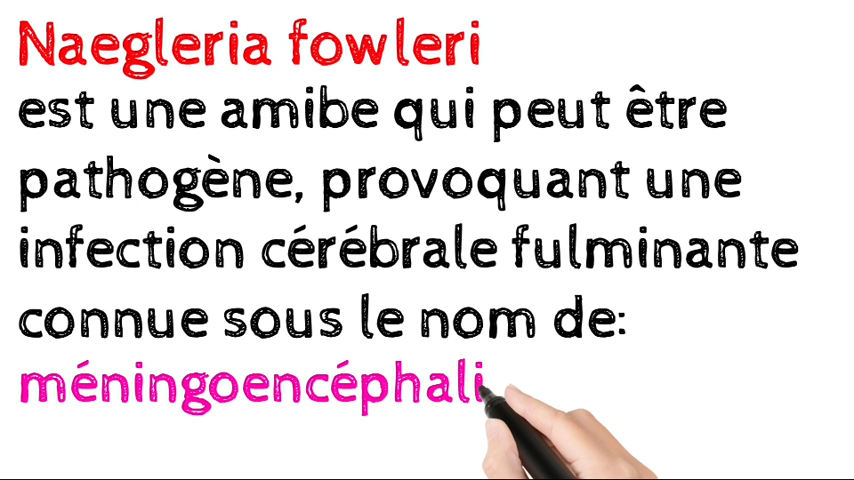 Naegleria fowleri
est une amibe qui peut être
pathogène, provoquant une
infection cérébrale fulminante
connue sous le nom de:
méningoencéphali